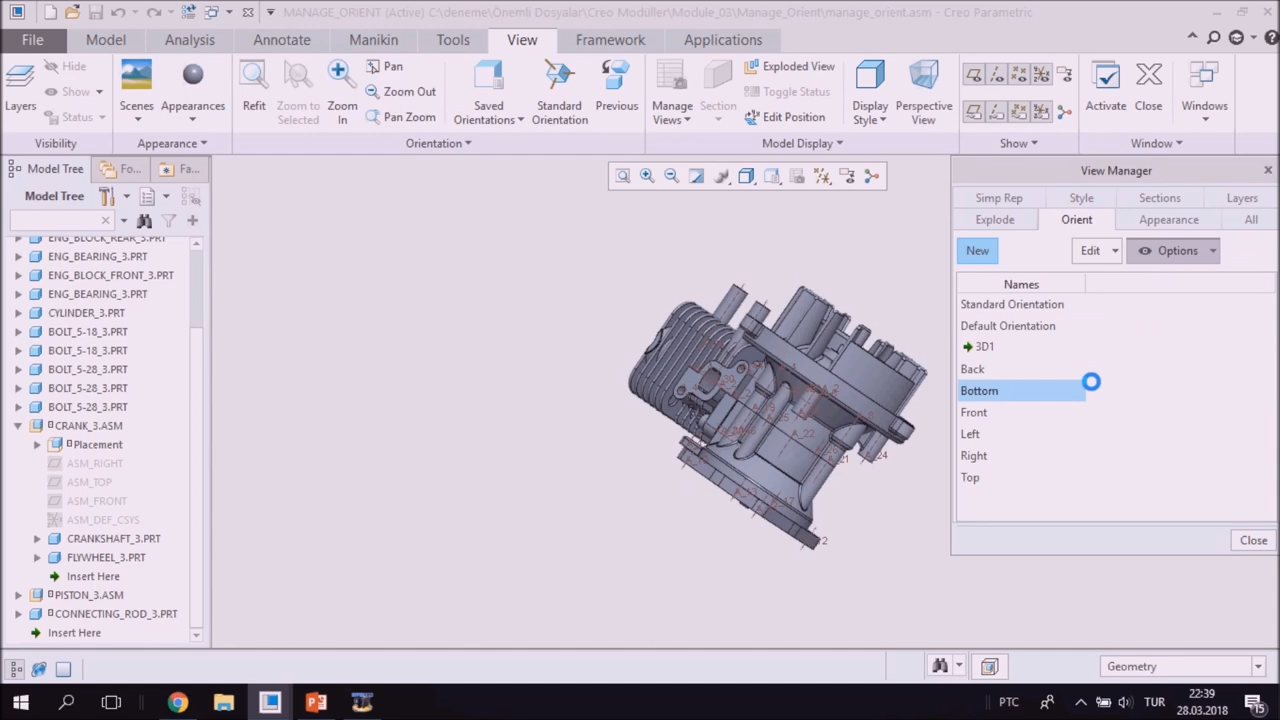 MANAGE_ORIENT (Active) C:\deneme\Önemli Dosyalar\Creo Modüller\Module_03\Manage_Orient\manage_orient.asm - Creo Parametric
File Model Analysis Annotate Manikin Tools View Framework Applications
Hide
Show
Status
Layers
Visibility
Scenes
Appearances
Appearance
Refit
Zoom to Selected
Zoom In
Pan
Zoom Out
Pan Zoom
Saved Orientations
Standard Orientation
Previous
Orientation
Manage Views
Section
Exploded View
Toggle Status
Edit Position
Display Style
Perspective View
Model Display
Show
Activate
Close
Windows
Window
Model Tree
Fo...
Fa...
Model Tree
ENG_BLOCK_REAR_3.PRT
ENG_BEARING_3.PRT
ENG_BLOCK_FRONT_3.PRT
ENG_BEARING_3.PRT
CYLINDER_3.PRT
BOLT_5-18_3.PRT
BOLT_5-18_3.PRT
BOLT_5-28_3.PRT
BOLT_5-28_3.PRT
BOLT_5-28_3.PRT
CRANK_3.ASM
Placement
ASM_RIGHT
ASM_TOP
ASM_FRONT
ASM_DEF_CSYS
CRANKSHAFT_3.PRT
FLYWHEEL_3.PRT
Insert Here
PISTON_3.ASM
CONNECTING_ROD_3.PRT
Insert Here
A_22
A_24
View Manager
Simp Rep Style Sections Layers
Explode Orient Appearance All
New Edit Options
Names
Standard Orientation
Default Orientation
3D1
Back
Bottom
Front
Left
Right
Top
Close
Geometry
PTC
TUR
22:39
28.03.2018
15